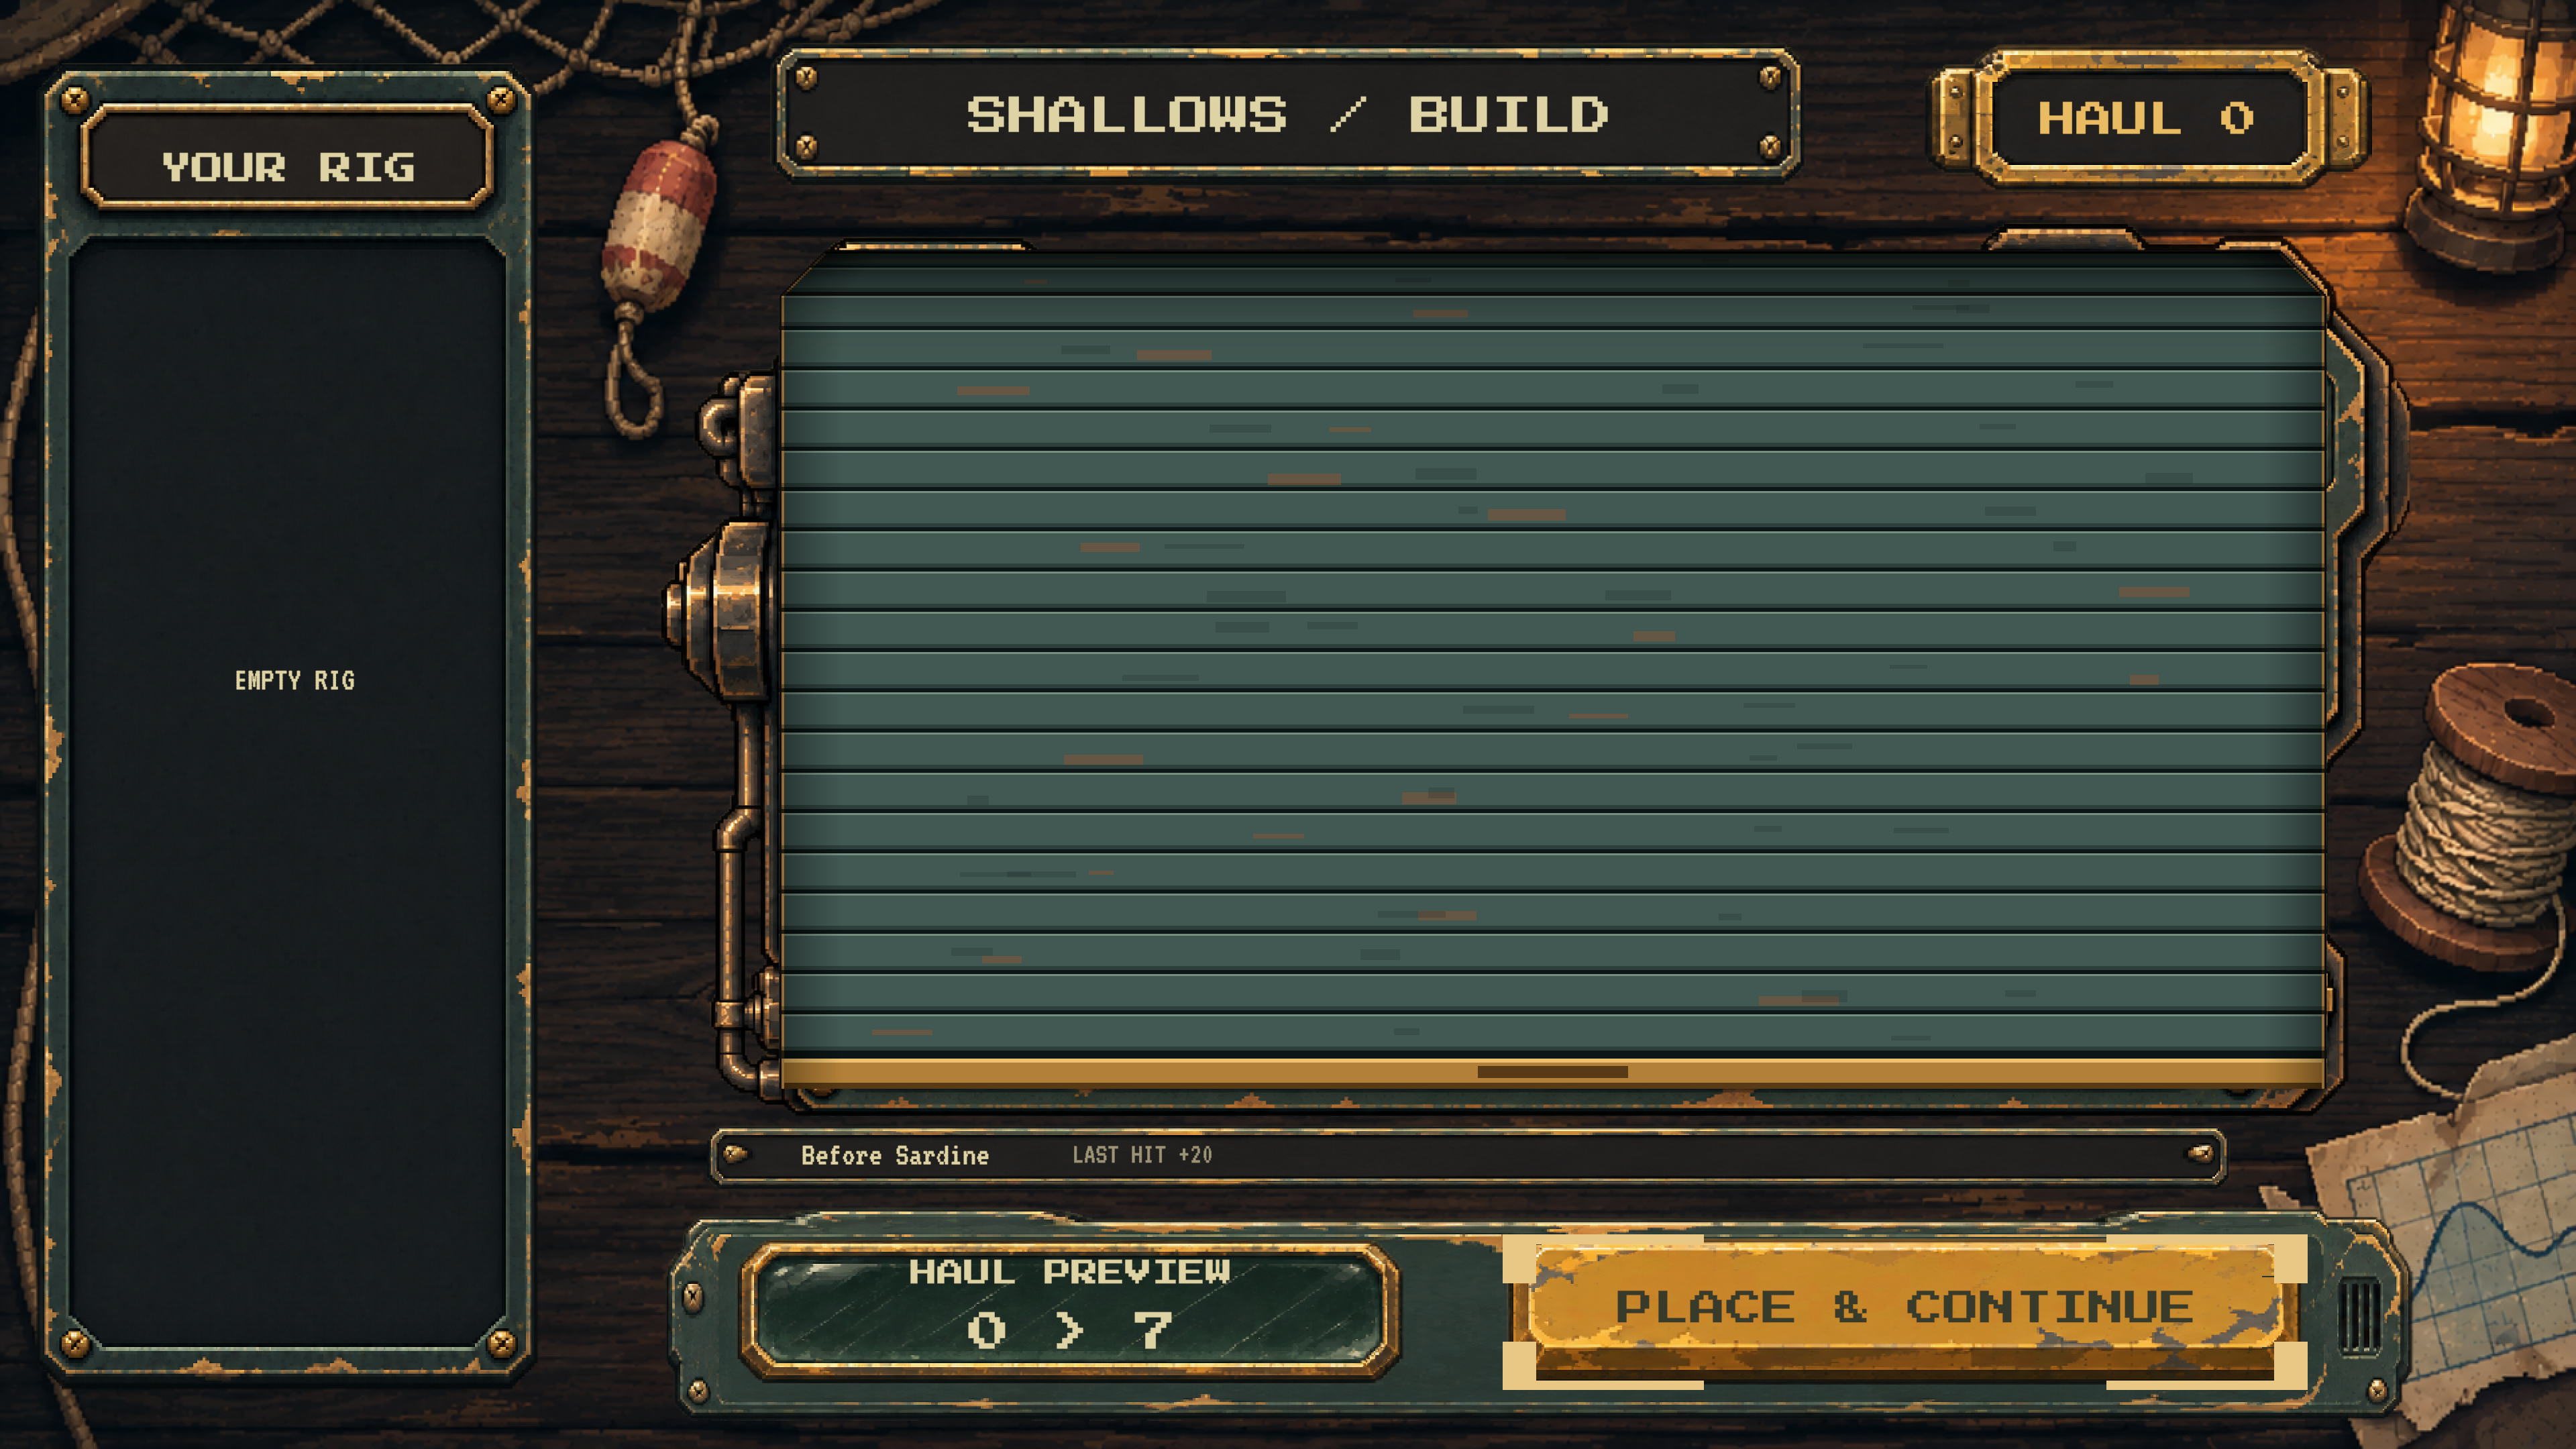 YOUR RIG
SHALLOWS / BUILD
HAUL 0
EMPTY RIG
Before Sardine LAST HIT +20
HAUL PREVIEW
0 > 7
PLACE & CONTINUE